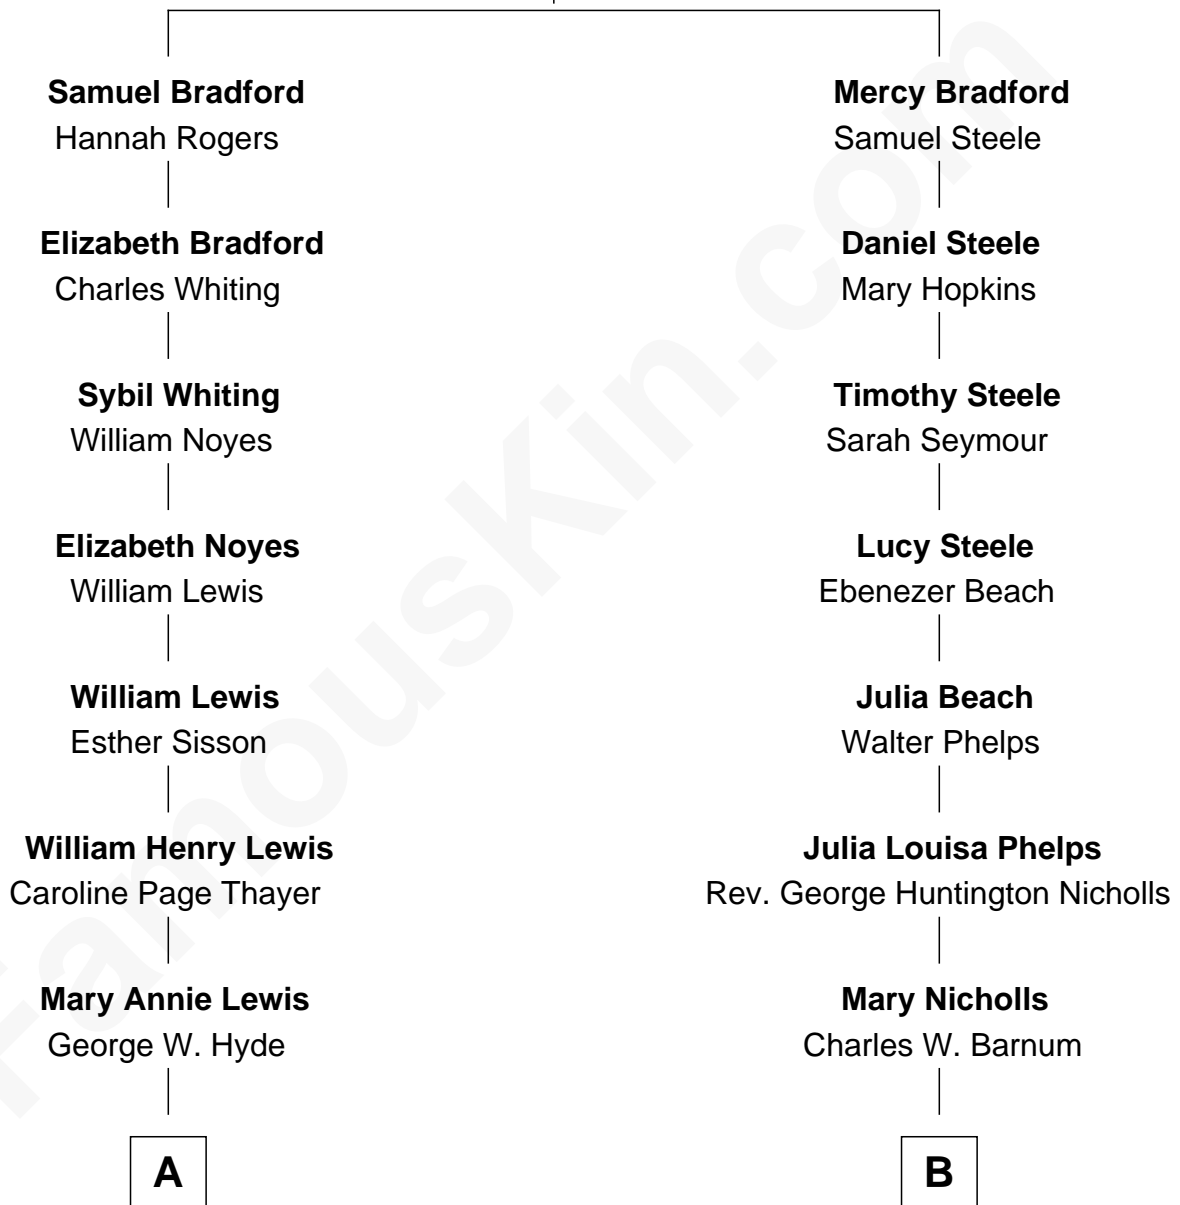 Samuel Bradford
Hannah Rogers
Elizabeth Bradford
Charles Whiting
Sybil Whiting
William Noyes
Elizabeth Noyes
William Lewis
William Lewis
Esther Sisson
William Henry Lewis
Caroline Page Thayer
Mary Annie Lewis
George W. Hyde
A
Mercy Bradford
Samuel Steele
Daniel Steele
Mary Hopkins
Timothy Steele
Sarah Seymour
Lucy Steele
Ebenezer Beach
Julia Beach
Walter Phelps
Julia Louisa Phelps
Rev. George Huntington Nicholls
Mary Nicholls
Charles W. Barnum
B
FamousKin.com